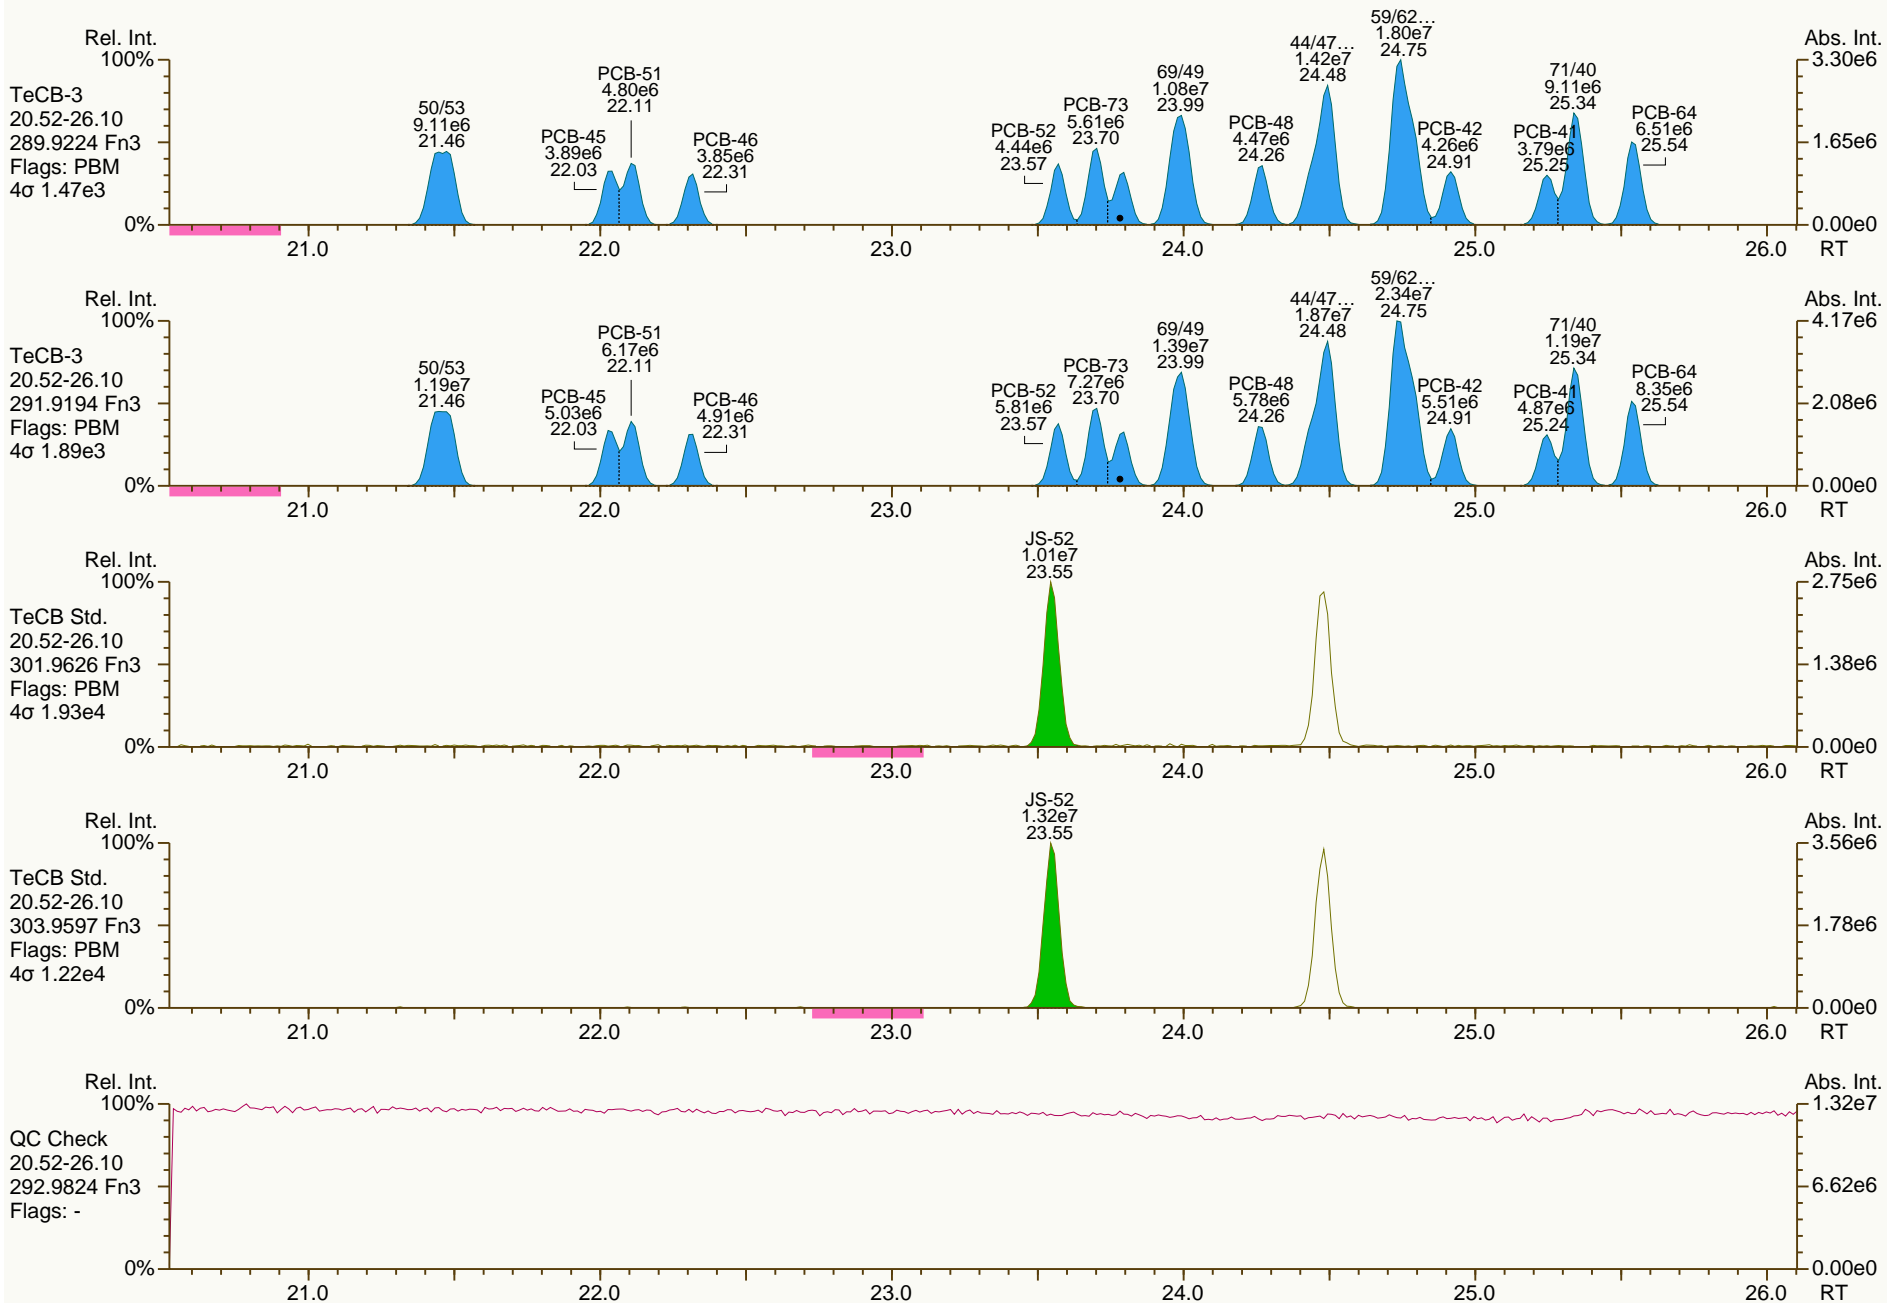 Rel. Int.
100%
0%
TeCB-3
20.52-26.10
289.9224 Fn3
Flags: PBM
4σ 1.47e3
50/53
9.11e6
21.46
PCB-45
3.89e6
22.03
PCB-51
4.80e6
22.11
PCB-46
3.85e6
22.31
PCB-52
4.44e6
23.57
PCB-73
5.61e6
23.70
69/49
1.08e7
23.99
PCB-48
4.47e6
24.26
44/47...
1.42e7
24.48
59/62...
1.80e7
24.75
PCB-42
4.26e6
24.91
PCB-41
3.79e6
25.25
71/40
9.11e6
25.34
PCB-64
6.51e6
25.54
Abs. Int.
3.30e6
1.65e6
0.00e0
21.0 22.0 23.0 24.0 25.0 26.0 RT
Rel. Int.
100%
0%
TeCB-3
20.52-26.10
291.9194 Fn3
Flags: PBM
4σ 1.89e3
50/53
1.19e7
21.46
PCB-45
5.03e6
22.03
PCB-51
6.17e6
22.11
PCB-46
4.91e6
22.31
PCB-52
5.81e6
23.57
PCB-73
7.27e6
23.70
69/49
1.39e7
23.99
PCB-48
5.78e6
24.26
44/47...
1.87e7
24.48
59/62...
2.34e7
24.75
PCB-42
5.51e6
24.91
PCB-41
4.87e6
25.24
71/40
1.19e7
25.34
PCB-64
8.35e6
25.54
Abs. Int.
4.17e6
2.08e6
0.00e0
21.0 22.0 23.0 24.0 25.0 26.0 RT
Rel. Int.
100%
0%
TeCB Std.
20.52-26.10
301.9626 Fn3
Flags: PBM
4σ 1.93e4
JS-52
1.01e7
23.55
Abs. Int.
2.75e6
1.38e6
0.00e0
21.0 22.0 23.0 24.0 25.0 26.0 RT
Rel. Int.
100%
0%
TeCB Std.
20.52-26.10
303.9597 Fn3
Flags: PBM
4σ 1.22e4
JS-52
1.32e7
23.55
Abs. Int.
3.56e6
1.78e6
0.00e0
21.0 22.0 23.0 24.0 25.0 26.0 RT
Rel. Int.
100%
0%
QC Check
20.52-26.10
292.9824 Fn3
Flags: -
Abs. Int.
1.32e7
6.62e6
0.00e0
21.0 22.0 23.0 24.0 25.0 26.0 RT